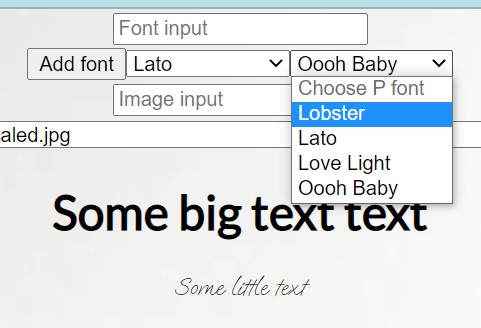 Font input
Add font Lato Oooh Baby
Choose P font
Image input
Lobster
aled.jpg
Lato
Love Light
Oooh Baby
Some big text text
Some little text